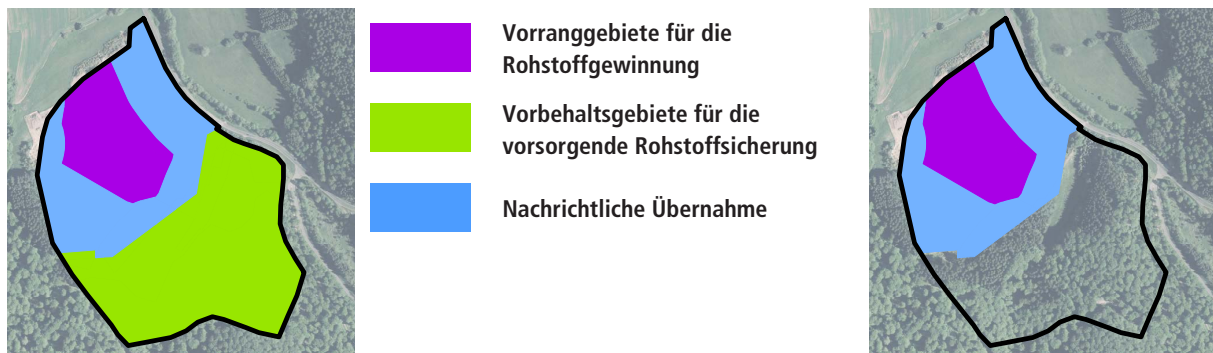 Vorranggebiete für die
Rohstoffgewinnung
Vorbehaltsgebiete für die
vorsorgende Rohstoffsicherung
Nachrichtliche Übernahme